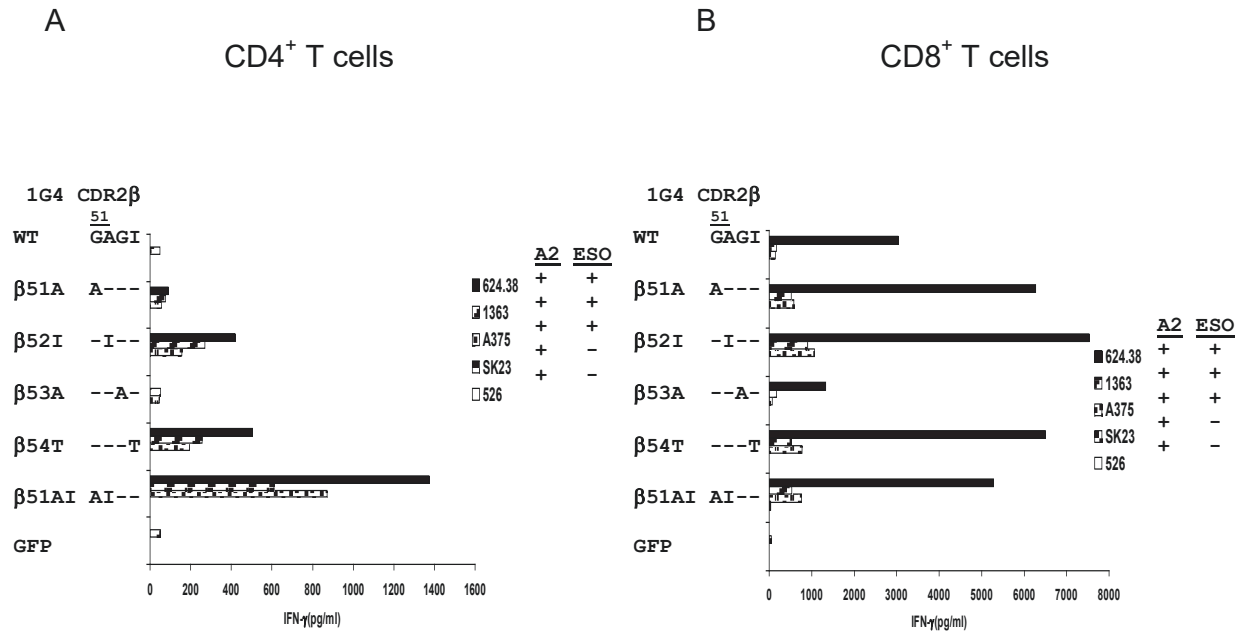 A
CD4+ T cells
1G4 CDR2β
51
WT GAGI
β51A A---
β52I -I--
β53A --A-
β54T ---T
β51AI AI--
GFP
0 200 400 600 800 1000 1200 1400 1600
IFN-γ(pg/ml)
A2 ESO
624.38 + +
1363 + +
A375 + +
SK23 + −
526 + −
B
CD8+ T cells
1G4 CDR2β
51
WT GAGI
β51A A---
β52I -I--
β53A --A-
β54T ---T
β51AI AI--
GFP
0 1000 2000 3000 4000 5000 6000 7000 8000
IFN-γ(pg/ml)
A2 ESO
624.38 + +
1363 + +
A375 + +
SK23 + −
526 + −